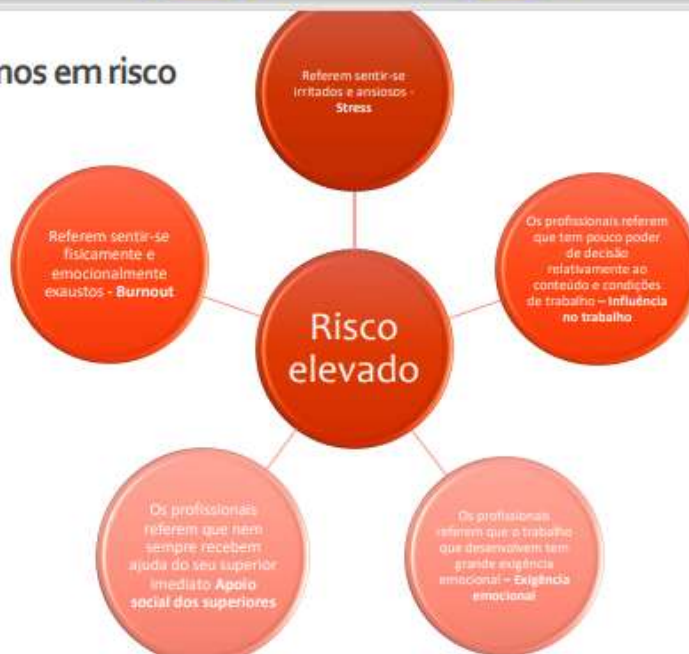 nos em risco
Referem sentir-se
irritados e ansiosos -
Stress
Referem sentir-se
fisicamente e
emocionalmente
exaustos - Burnout
Os profissionais referem
que tem pouco poder
de decisão
relativamente ao
conteúdo e condições
de trabalho – Influência
no trabalho
Risco
elevado
Os profissionais
referem que nem
sempre recebem
ajuda do seu superior
imediato Apoio
social dos superiores
Os profissionais
referem que o trabalho
que desenvolvem tem
grande exigência
emocional – Exigência
emocional